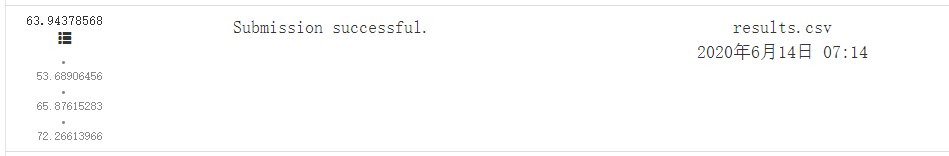 63.94378568
53.68906456
65.87615283
72.26613966
Submission successful.
results.csv
2020年6月14日 07:14